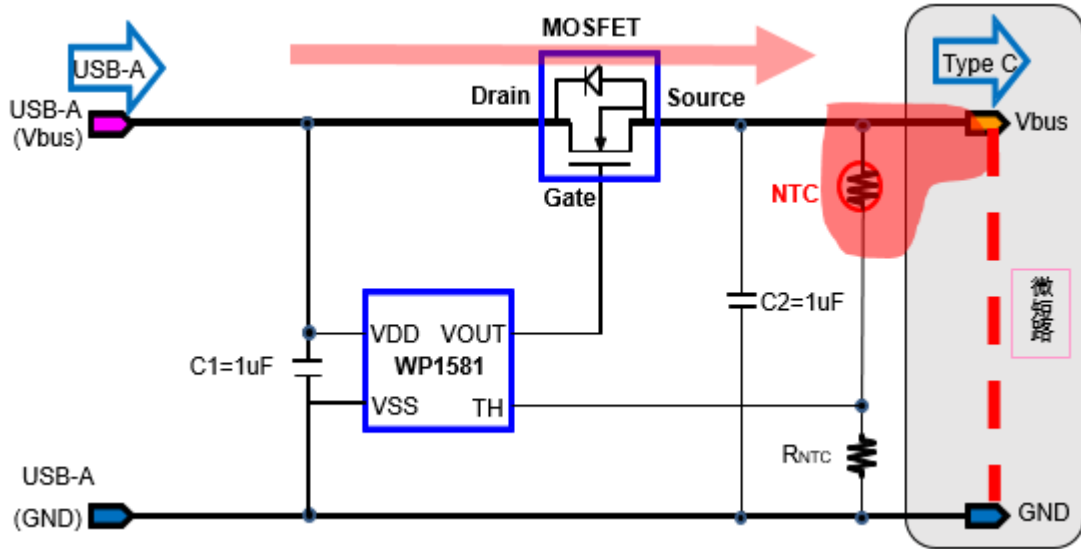 MOSFET
USB-A
Type C
USB-A
(Vbus)
Drain
Source
Vbus
Gate
NTC
C2=1uF
微短路
VDD
VOUT
C1=1uF
WP1581
VSS
TH
RNTC
USB-A
(GND)
GND